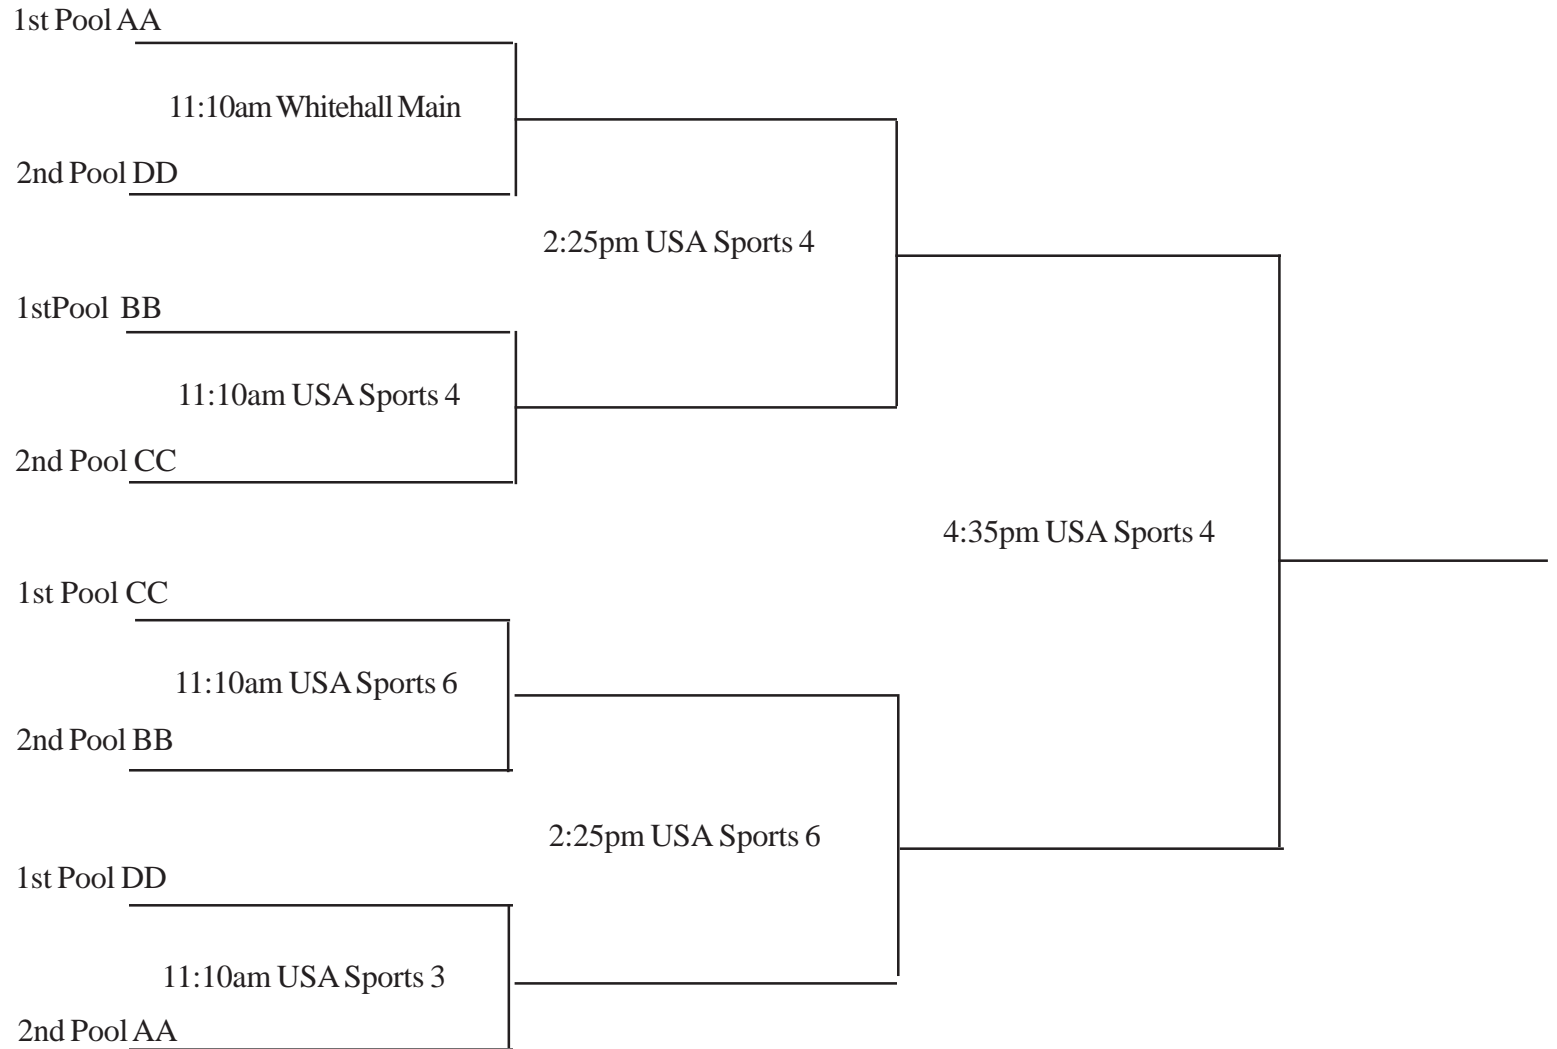 1st Pool AA
11:10am Whitehall Main
2nd Pool DD
2:25pm USA Sports 4
1stPool BB
11:10am USA Sports 4
2nd Pool CC
4:35pm USA Sports 4
1st Pool CC
11:10am USA Sports 6
2nd Pool BB
2:25pm USA Sports 6
1st Pool DD
11:10am USA Sports 3
2nd Pool AA